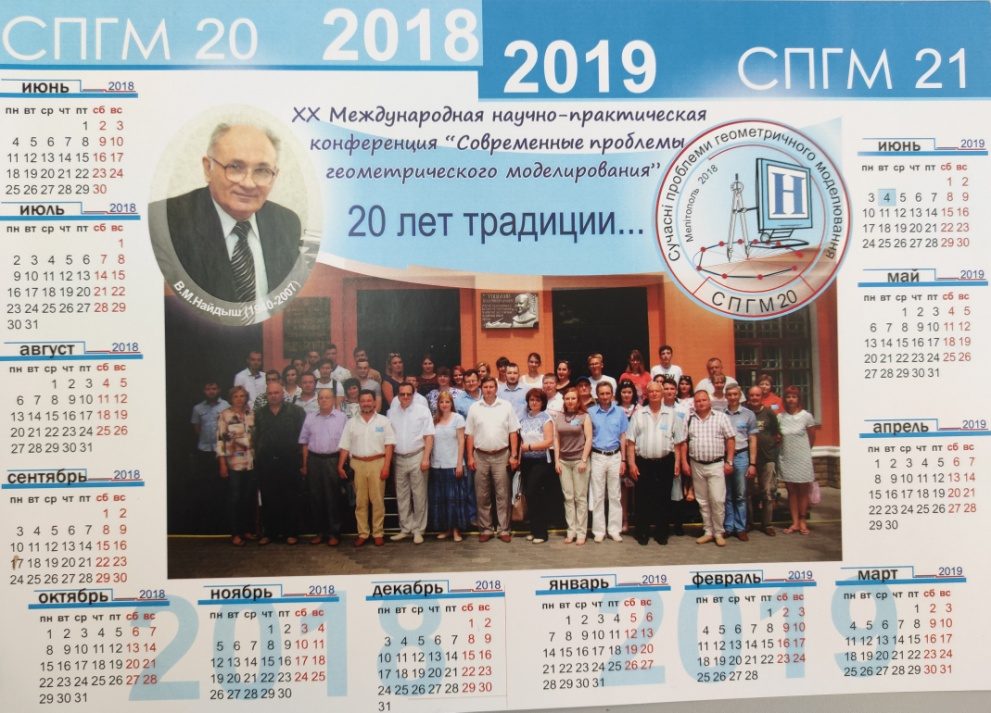 СПГМ 20
2018
2019
СПГМ 21
XX Международная научно-практическая
конференция “Современные проблемы
геометрического моделирования”
20 лет традиции...
В.М.Найдыш (1940-2007)
Сучасні проблеми геометричного моделювання
Мелітополь 2018
Н
СПГМ 20
июнь 2018
пн вт ср чт пт сб вс
1 2 3
4 5 6 7 8 9 10
11 12 13 14 15 16 17
18 19 20 21 22 23 24
25 26 27 28 29 30
июль 2018
пн вт ср чт пт сб вс
1
2 3 4 5 6 7 8
9 10 11 12 13 14 15
16 17 18 19 20 21 22
23 24 25 26 27 28 29
30 31
август 2018
пн вт ср чт пт сб вс
1 2 3 4 5
6 7 8 9 10 11 12
13 14 15 16 17 18 19
20 21 22 23 24 25 26
27 28 29 30 31
сентябрь 2018
пн вт ср чт пт сб вс
1 2
3 4 5 6 7 8 9
10 11 12 13 14 15 16
17 18 19 20 21 22 23
24 25 26 27 28 29 30
октябрь 2018
пн вт ср чт пт сб вс
1 2 3 4 5 6 7
8 9 10 11 12 13 14
15 16 17 18 19 20 21
22 23 24 25 26 27 28
29 30 31
ноябрь 2018
пн вт ср чт пт сб вс
1 2 3 4
5 6 7 8 9 10 11
12 13 14 15 16 17 18
19 20 21 22 23 24 25
26 27 28 29 30
декабрь 2018
пн вт ср чт пт сб вс
1 2
3 4 5 6 7 8 9
10 11 12 13 14 15 16
17 18 19 20 21 22 23
24 25 26 27 28 29 30
31
2018
январь 2019
пн вт ср чт пт сб вс
1 2 3 4 5 6
7 8 9 10 11 12 13
14 15 16 17 18 19 20
21 22 23 24 25 26 27
28 29 30 31
февраль 2019
пн вт ср чт пт сб вс
1 2 3
4 5 6 7 8 9 10
11 12 13 14 15 16 17
18 19 20 21 22 23 24
25 26 27 28
март 2019
пн вт ср чт пт сб вс
1 2 3
4 5 6 7 8 9 10
11 12 13 14 15 16 17
18 19 20 21 22 23 24
25 26 27 28 29 30 31
2019
апрель 2019
пн вт ср чт пт сб вс
1 2 3 4 5 6 7
8 9 10 11 12 13 14
15 16 17 18 19 20 21
22 23 24 25 26 27 28
29 30
май 2019
пн вт ср чт пт сб вс
1 2 3 4 5
6 7 8 9 10 11 12
13 14 15 16 17 18 19
20 21 22 23 24 25 26
27 28 29 30 31
июнь 2019
пн вт ср чт пт сб вс
1 2
3 4 5 6 7 8 9
10 11 12 13 14 15 16
17 18 19 20 21 22 23
24 25 26 27 28 29 30